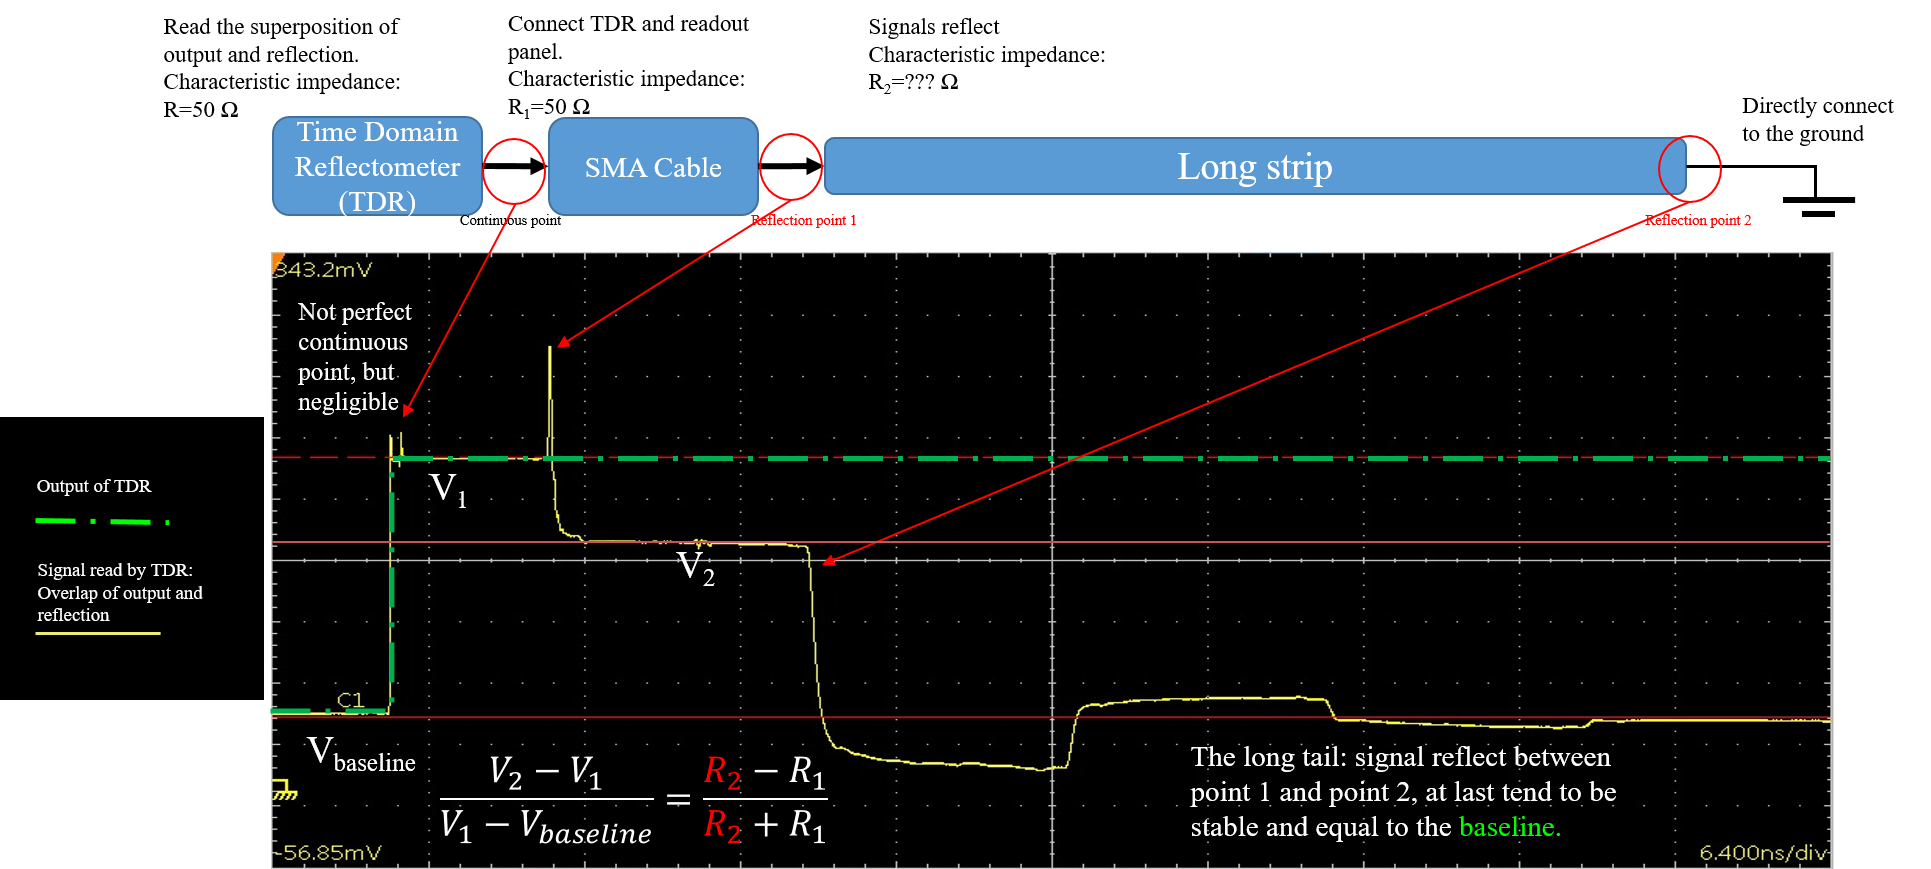 Read the superposition of
output and reflection.
Characteristic impedance:
R=50 Ω
Connect TDR and readout
panel.
Characteristic impedance:
R₁=50 Ω
Signals reflect
Characteristic impedance:
R₂=??? Ω
Directly connect
to the ground
Time Domain
Reflectometer
(TDR)
SMA Cable
Long strip
Continuous point
Reflection point 1
Reflection point 2
343.2mV
Not perfect
continuous
point, but
negligible
V₁
V₂
Output of TDR
Signal read by TDR:
Overlap of output and
reflection
C1
V_baseline
(V₂ − V₁) / (V₁ − V_baseline) = (R₂ − R₁) / (R₂ + R₁)
The long tail: signal reflect between
point 1 and point 2, at last tend to be
stable and equal to the baseline.
-56.85mV
6.400ns/div